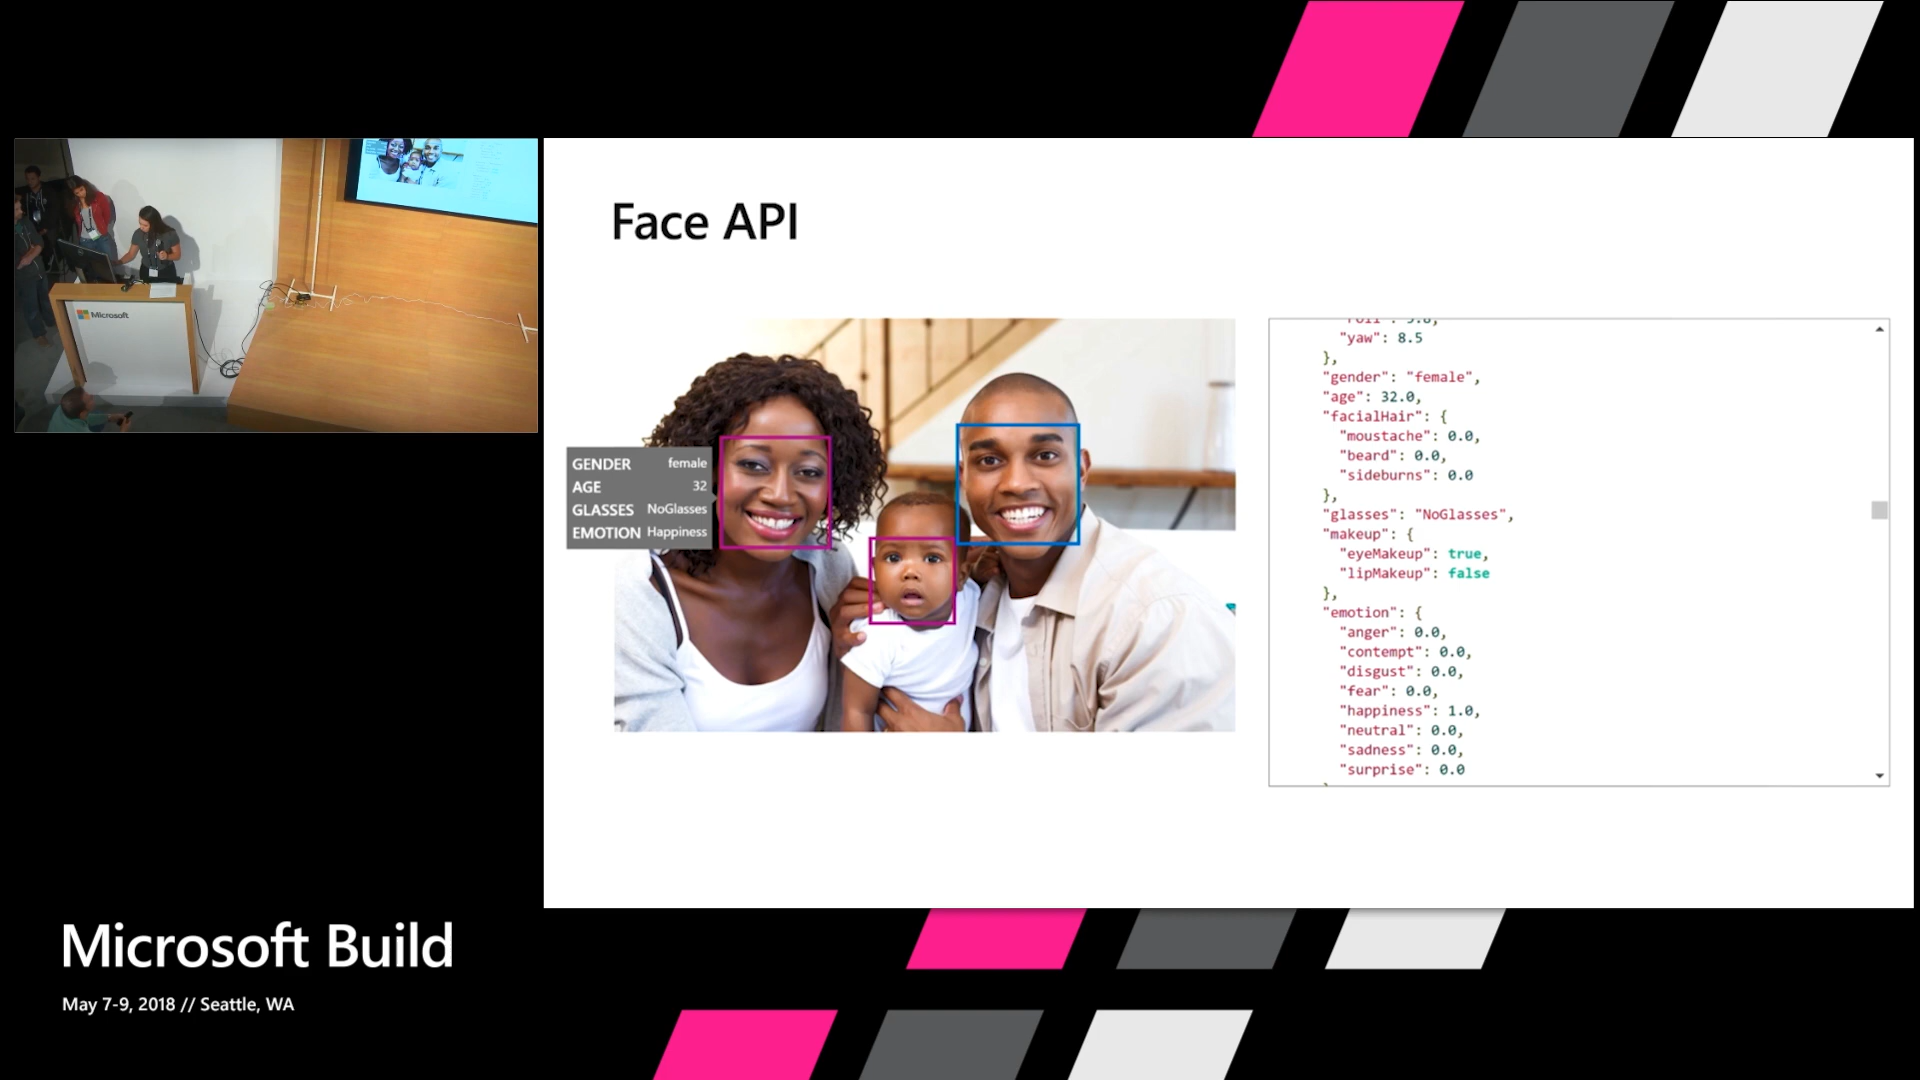 Microsoft
Face API
GENDER female
AGE 32
GLASSES NoGlasses
EMOTION Happiness
"yaw": 8.5
},
"gender": "female",
"age": 32.0,
"facialHair": {
"moustache": 0.0,
"beard": 0.0,
"sideburns": 0.0
},
"glasses": "NoGlasses",
"makeup": {
"eyeMakeup": true,
"lipMakeup": false
},
"emotion": {
"anger": 0.0,
"contempt": 0.0,
"disgust": 0.0,
"fear": 0.0,
"happiness": 1.0,
"neutral": 0.0,
"sadness": 0.0,
"surprise": 0.0
Microsoft Build
May 7-9, 2018 // Seattle, WA